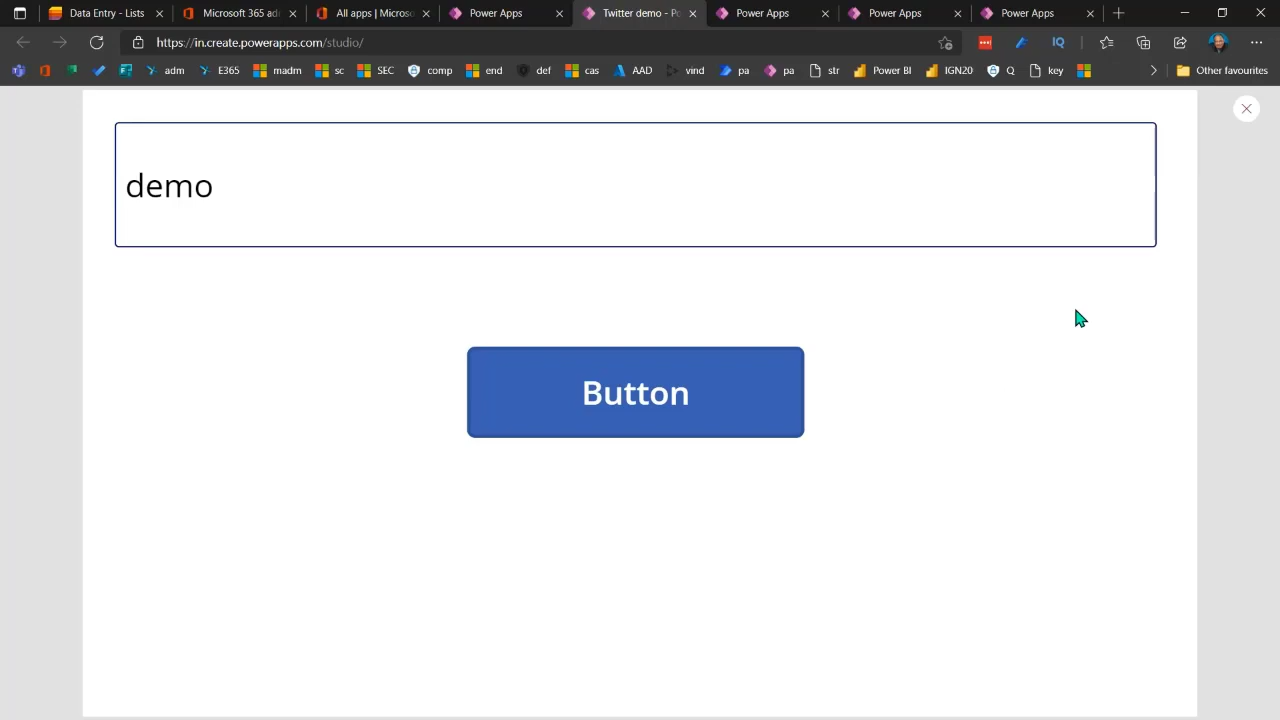 Data Entry - Lists
Microsoft 365 adm
All apps | Microso
Power Apps
Twitter demo - Po
Power Apps
Power Apps
Power Apps
https://in.create.powerapps.com/studio/
IQ
adm
E365
madm
sc
SEC
comp
end
def
cas
AAD
vind
pa
pa
str
Power BI
IGN20
Q
key
Other favourites
demo
Button